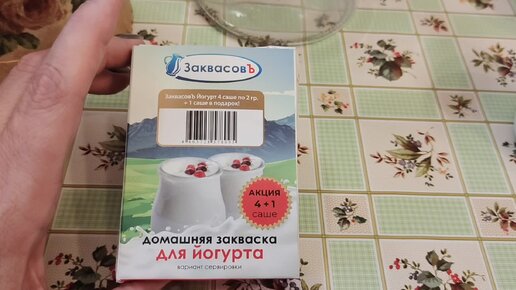 ЗаквасовЪ
ЗаквасовЪ Йогурт 4 саше по 2 гр.
+ 1 саше в подарок!
АКЦИЯ
4 + 1
саше
ДОМАШНЯЯ ЗАКВАСКА
ДЛЯ ЙОГУРТА
вариант сервировки